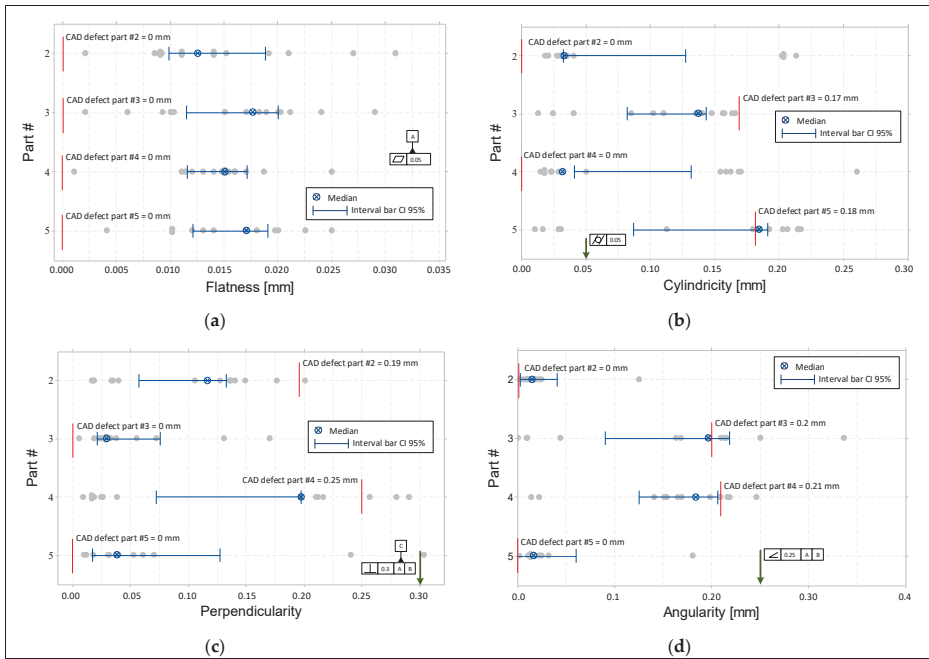 CAD defect part #2 = 0 mm
CAD defect part #3 = 0 mm
CAD defect part #4 = 0 mm
CAD defect part #5 = 0 mm
2
3
4
5
Part #
A
0.05
Median
Interval bar CI 95%
0.000
0.005
0.010
0.015
0.020
0.025
0.030
0.035
Flatness [mm]
(a)
CAD defect part #2 = 0 mm
CAD defect part #3 = 0.17 mm
CAD defect part #4 = 0 mm
CAD defect part #5 = 0.18 mm
2
3
4
5
Part #
Median
Interval bar CI 95%
0.05
0.00
0.05
0.10
0.15
0.20
0.25
0.30
Cylindricity [mm]
(b)
CAD defect part #2 = 0.19 mm
CAD defect part #3 = 0 mm
CAD defect part #4 = 0.25 mm
CAD defect part #5 = 0 mm
2
3
4
5
Part #
Median
Interval bar CI 95%
C
0.3 A B
0.0
0.05
0.10
0.15
0.20
0.25
0.30
Perpendicularity
(c)
CAD defect part #2 = 0 mm
CAD defect part #3 = 0.2 mm
CAD defect part #4 = 0.21 mm
CAD defect part #5 = 0 mm
2
3
4
5
Part #
Median
Interval bar CI 95%
0.25 A B
0.0
0.1
0.2
0.3
0.4
Angularity [mm]
(d)